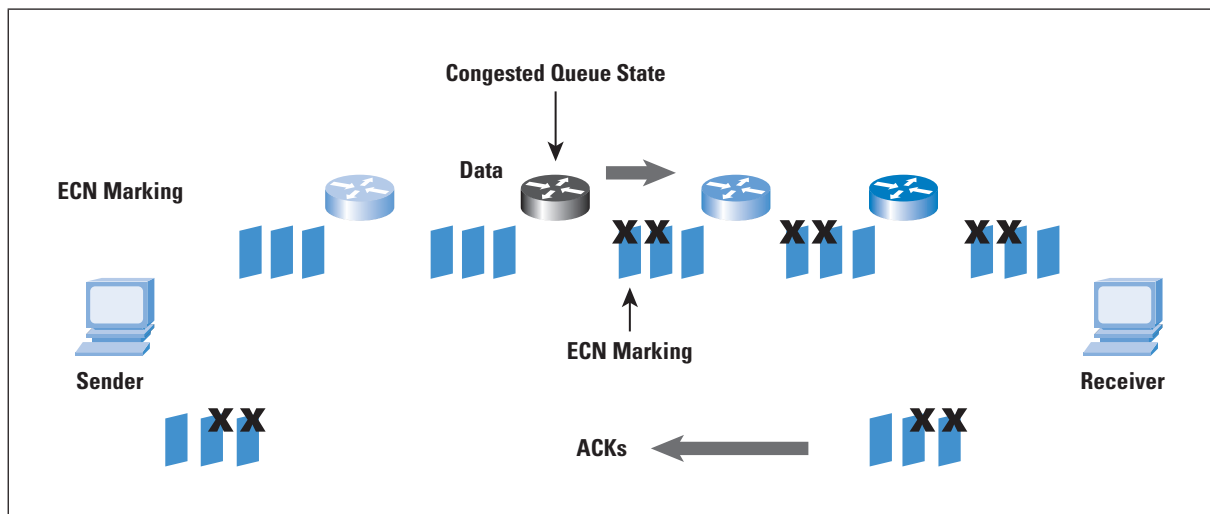 Congested Queue State
Data
ECN Marking
X X
X X
X X
ECN Marking
Sender
Receiver
X X
ACKs
X X